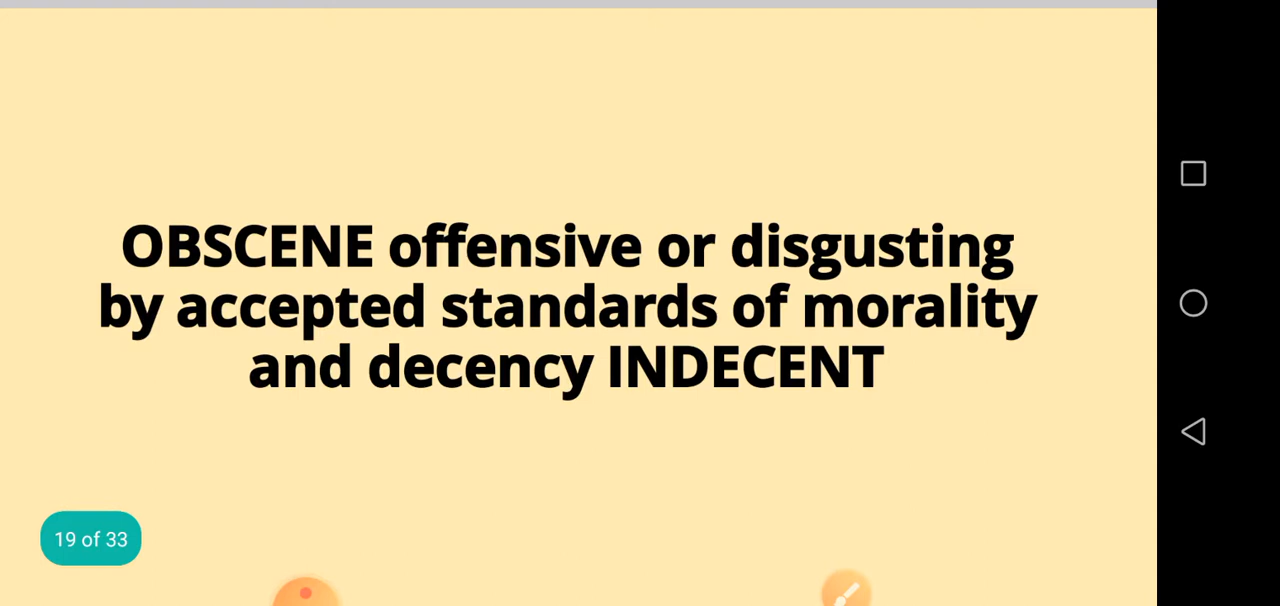 OBSCENE offensive or disgusting
by accepted standards of morality
and decency INDECENT
19 of 33